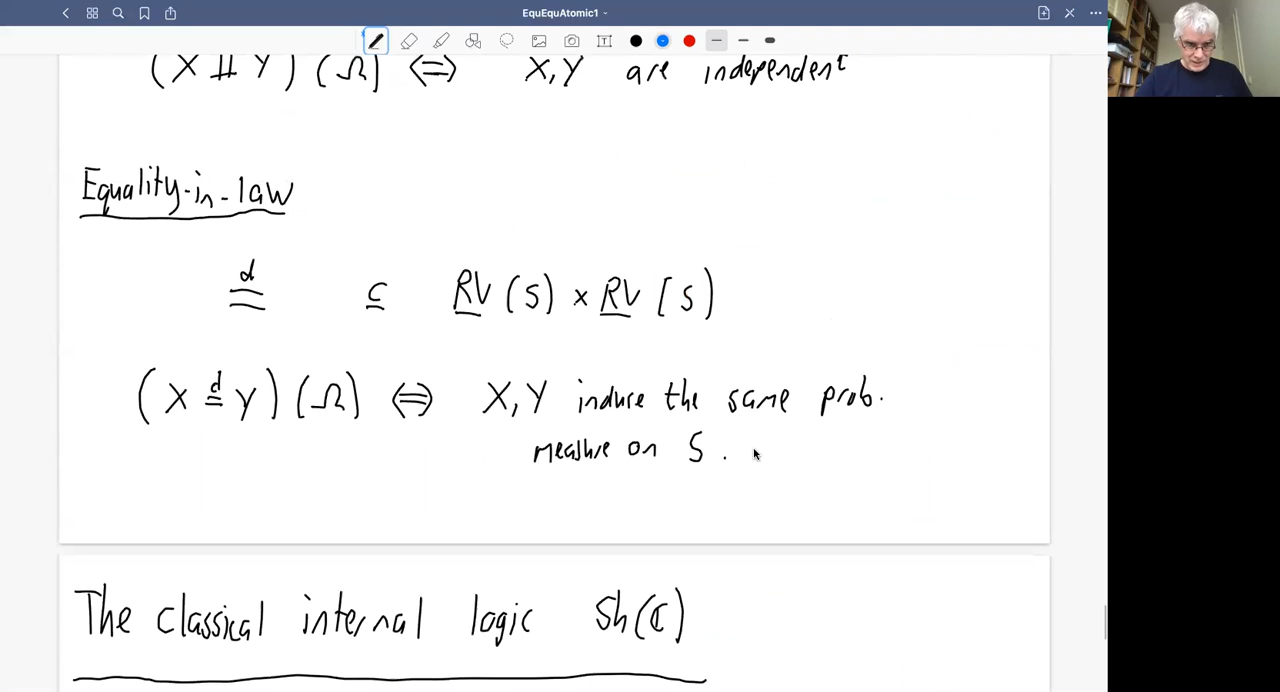 EquEquAtomic1
(X ⫫ Y)(Ω) ⇔ X, Y are independent
Equality-in-law
=ᵈ ⊆ RV(S) × RV(S)
(X =ᵈ Y)(Ω) ⇔ X, Y induce the same prob.
measure on S.
The classical internal logic Sh(ℂ)